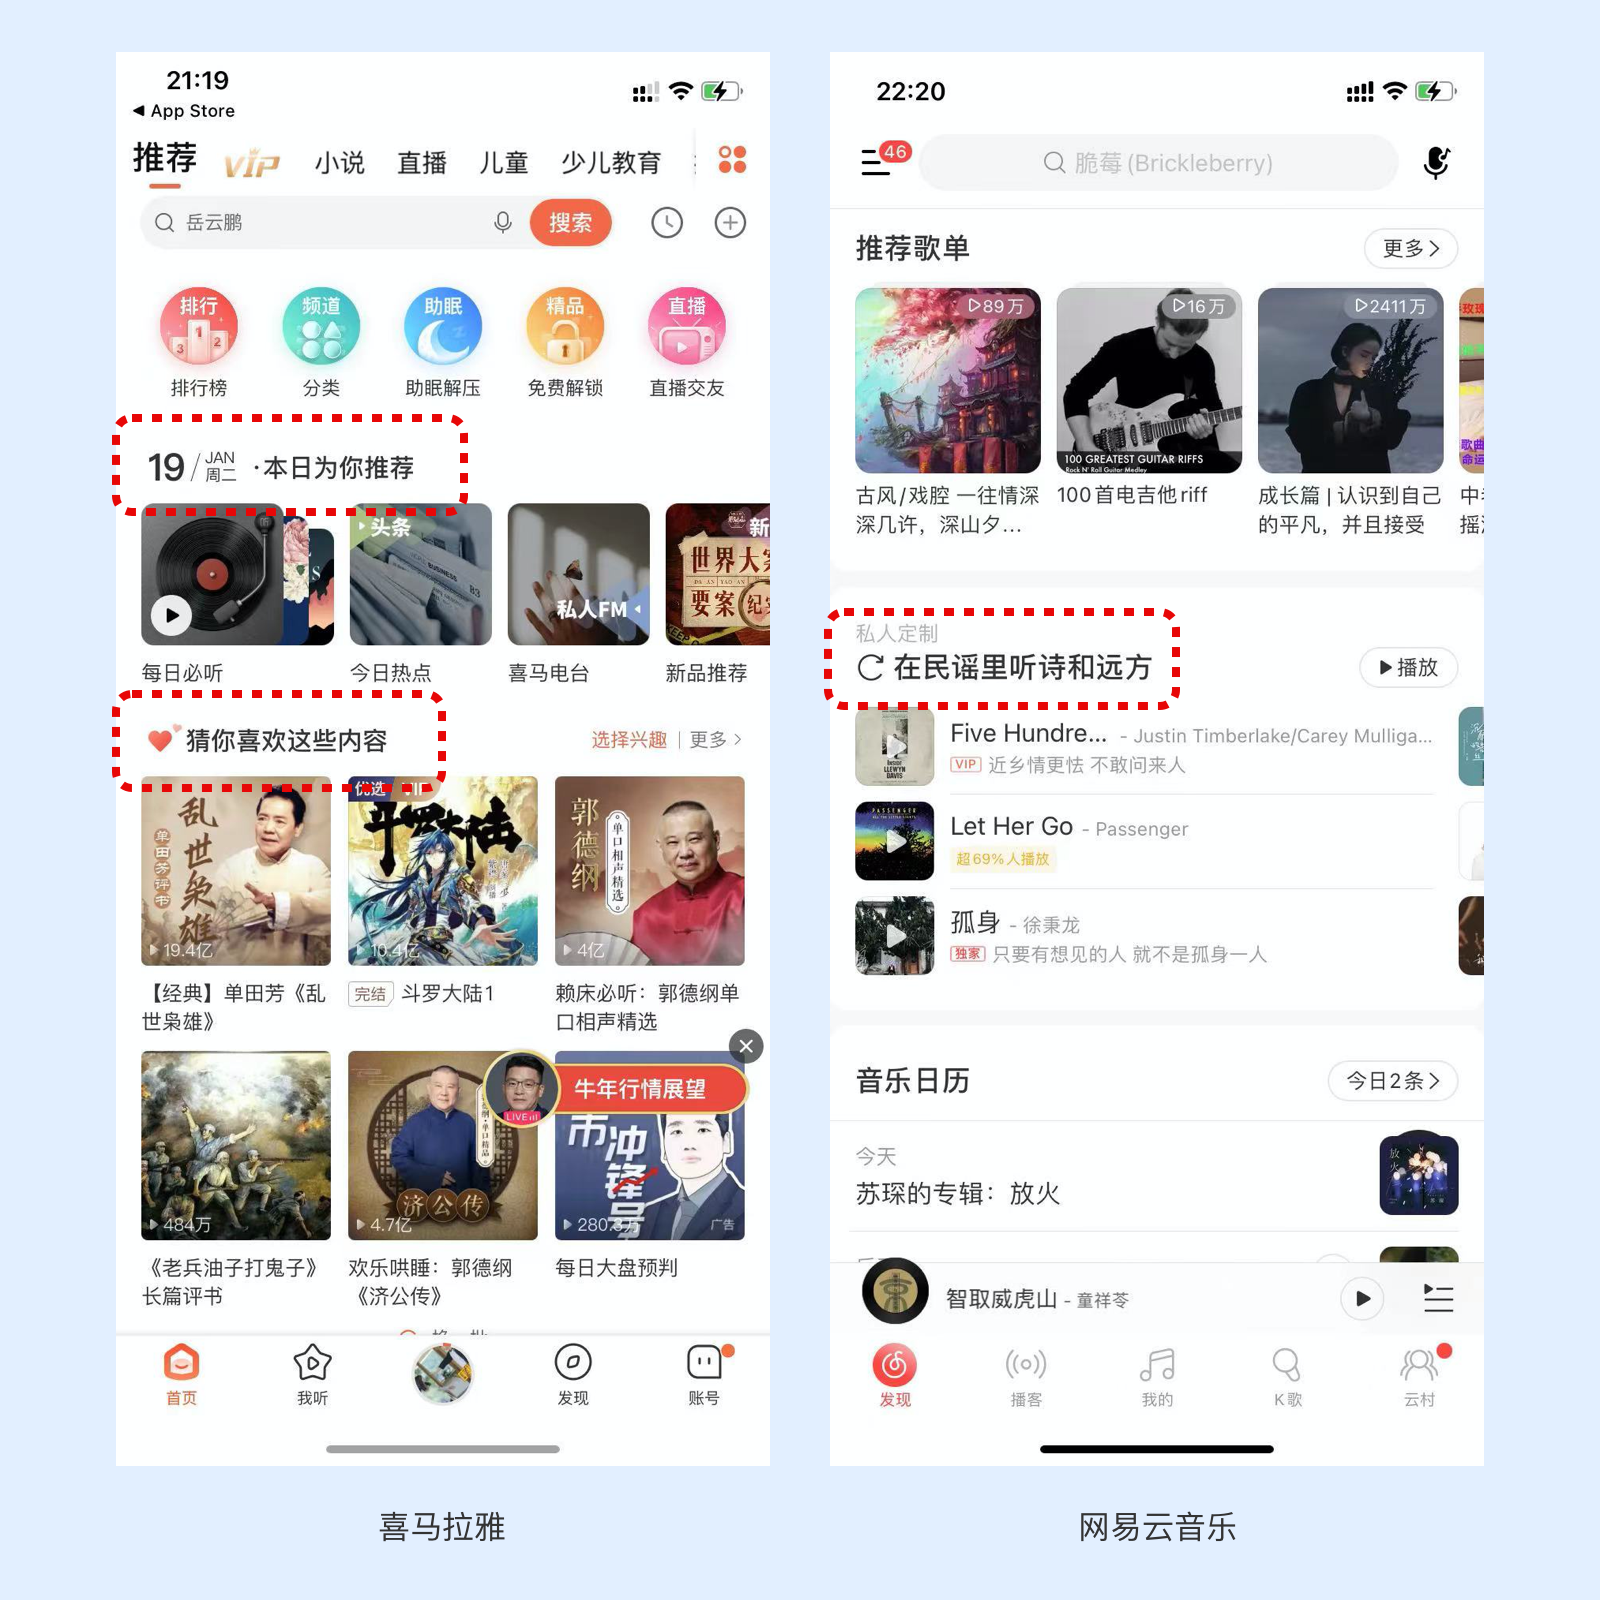 21:19
App Store
推荐 VIP 小说 直播 儿童 少儿教育
岳云鹏 搜索
排行 频道 助眠 精品 直播
排行榜 分类 助眠解压 免费解锁 直播交友
19 / JAN 周二 ·本日为你推荐
头条
私人FM
世界大案
要案 纪实
每日必听 今日热点 喜马电台 新品推荐
猜你喜欢这些内容 选择兴趣 | 更多
乱世枭雄
单田芳评书
19.4亿
优选 VIP
斗罗大陆
10.4亿
郭德纲
单口相声精选
4亿
【经典】单田芳《乱世枭雄》
完结 斗罗大陆1
赖床必听：郭德纲单口相声精选
484万
济公传
4.7亿
LIVE
牛年行情展望
冲锋号
280.3万
广告
《老兵油子打鬼子》长篇评书
欢乐哄睡：郭德纲《济公传》
每日大盘预判
首页 我听 发现 账号
喜马拉雅
22:20
46
脆莓(Brickleberry)
推荐歌单 更多
89万 16万 2411万
100 GREATEST GUITAR RIFFS
Rock N' Roll Guitar Medley
古风/戏腔 一往情深深几许，深山夕...
100首电吉他riff
成长篇 | 认识到自己的平凡，并且接受
私人定制
在民谣里听诗和远方 播放
Five Hundre... - Justin Timberlake/Carey Mulliga...
VIP 近乡情更怯 不敢问来人
Let Her Go - Passenger
超69%人播放
孤身 - 徐秉龙
独家 只要有想见的人 就不是孤身一人
音乐日历 今日2条
今天
苏琛的专辑：放火
智取威虎山 - 童祥苓
发现 播客 我的 K歌 云村
网易云音乐